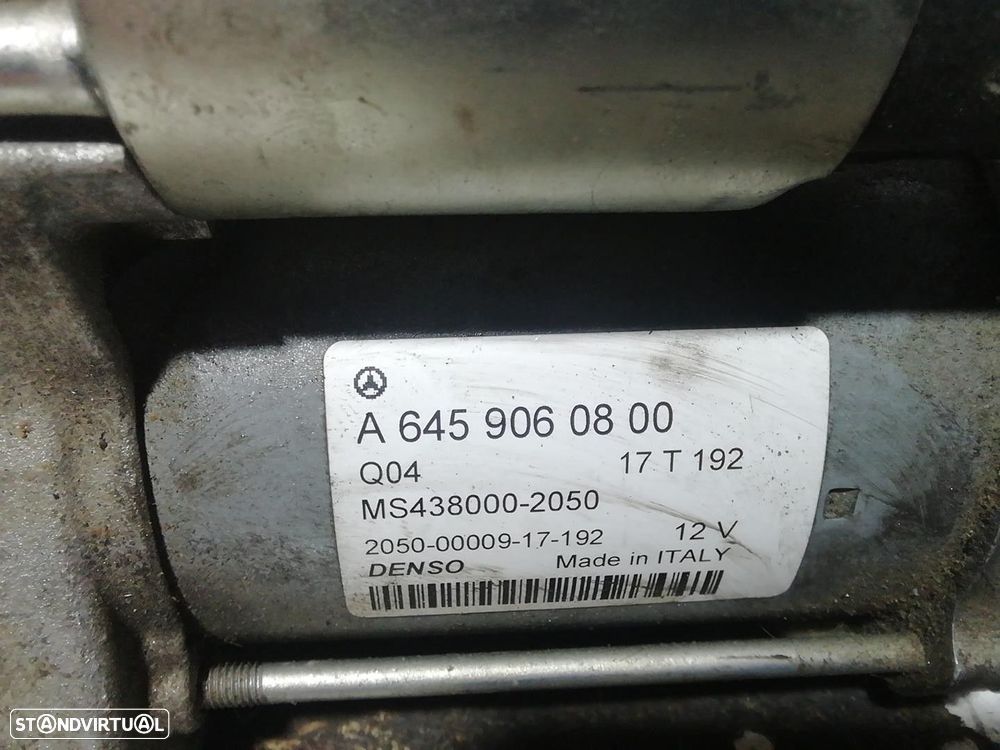 A 645 906 08 00
Q04 17 T 192
MS438000-2050
2050-00009-17-192 12 V
DENSO Made in ITALY
STANDVIRTUAL